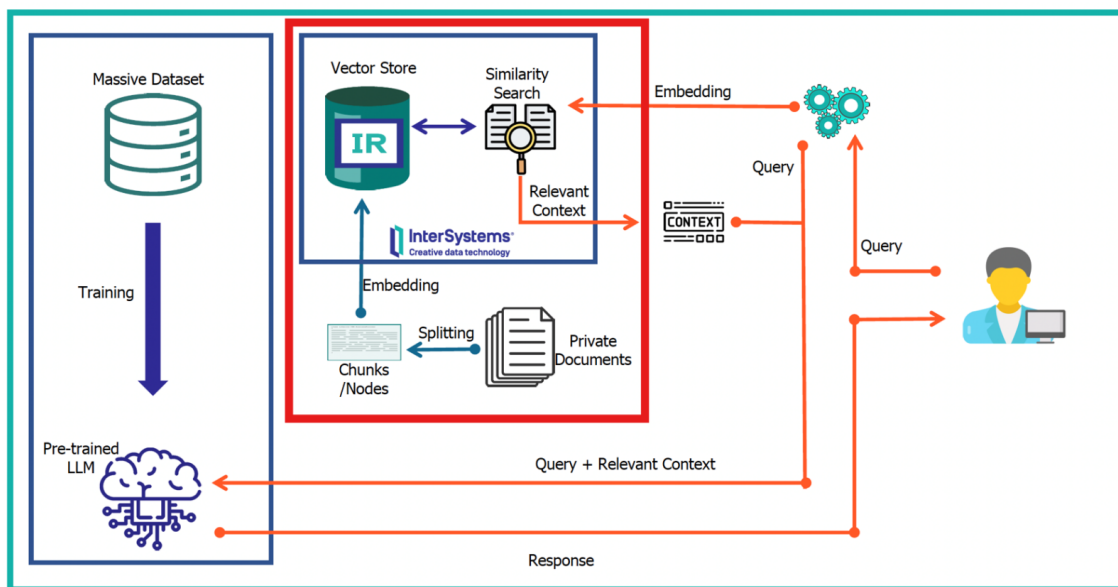 Massive Dataset
Training
Pre-trained
LLM
Vector Store
IR
Similarity
Search
Relevant
Context
InterSystems®
Creative data technology
Embedding
Chunks
/Nodes
Splitting
Private
Documents
Embedding
CONTEXT
Query
Query
Query + Relevant Context
Response